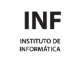 INF
INSTITUTO DE
INFORMÁTICA